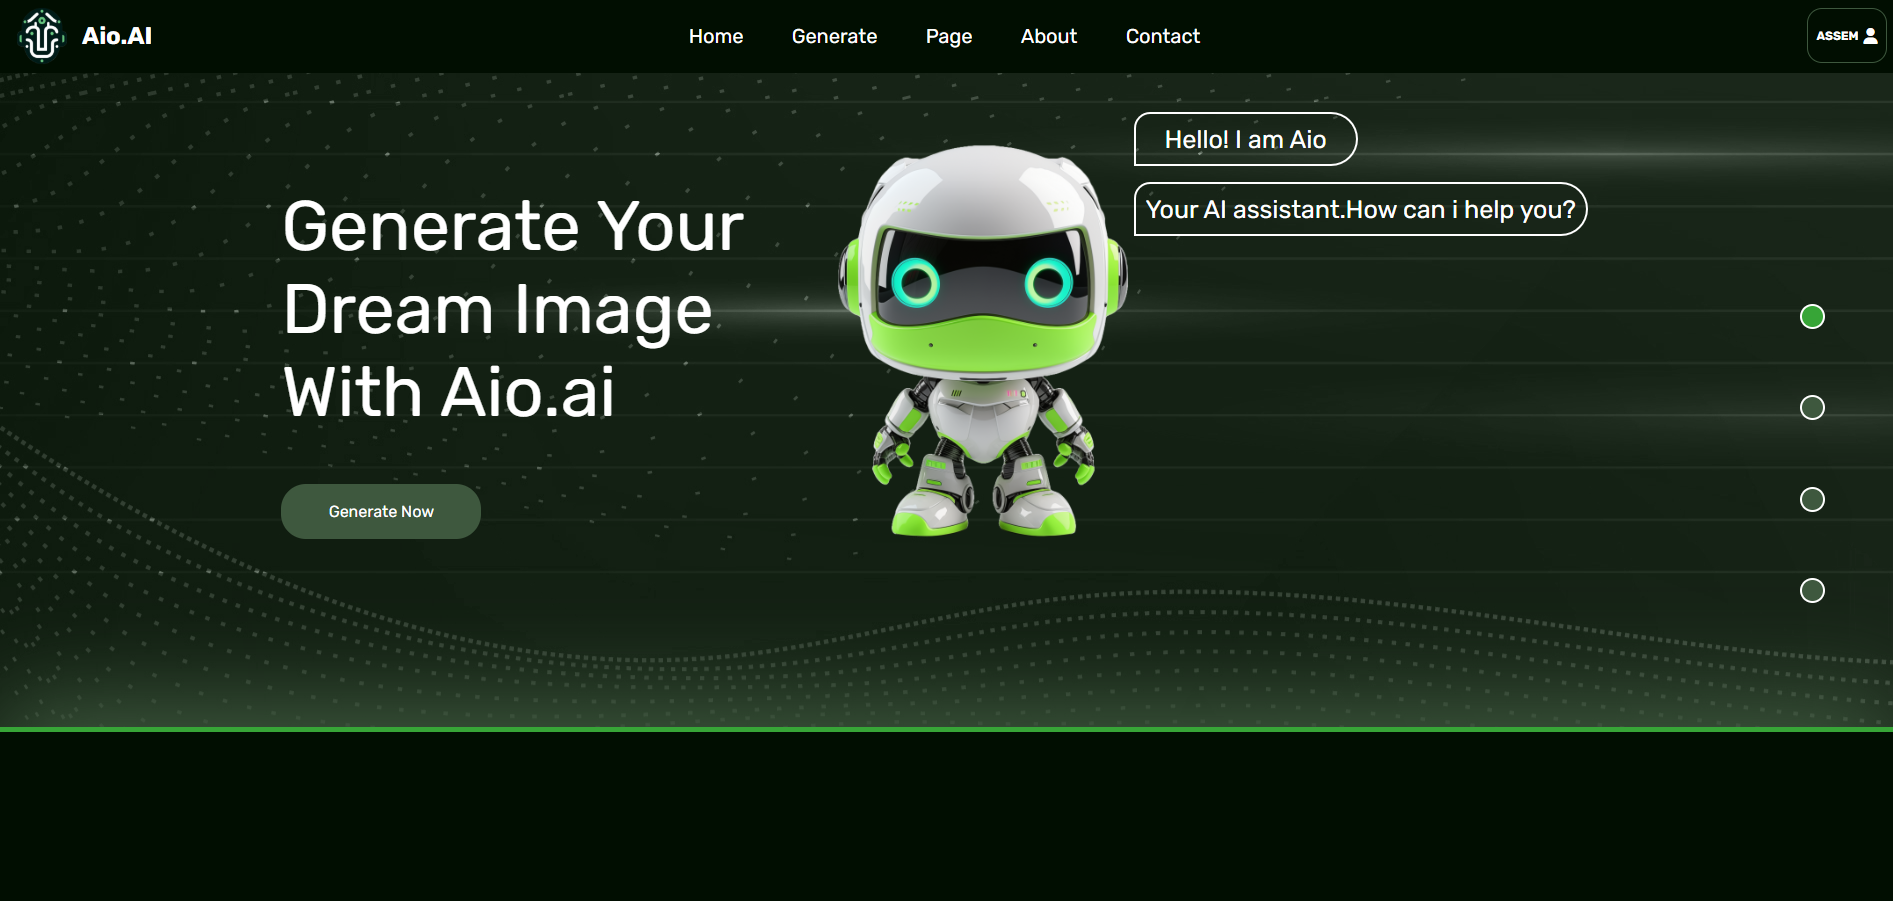 Aio.AI
Home
Generate
Page
About
Contact
ASSEM
Hello! I am Aio
Your AI assistant.How can i help you?
Generate Your
Dream Image
With Aio.ai
Generate Now